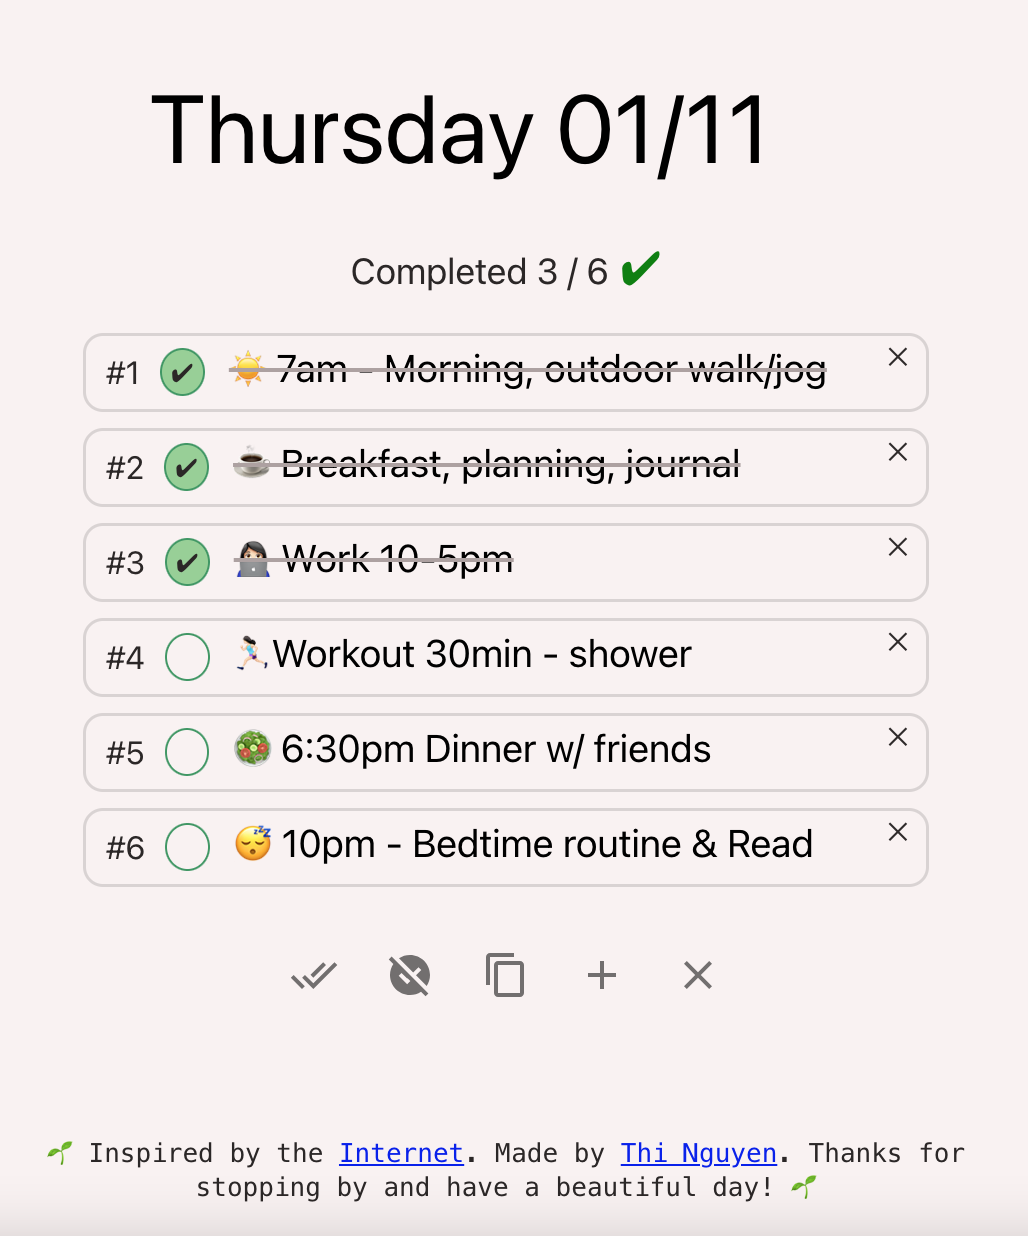 Thursday 01/11
Completed 3 / 6 ✔
#1 ✔ ☀️ 7am - Morning, outdoor walk/jog
#2 ✔ ☕ Breakfast, planning, journal
#3 ✔ 👩🏻‍💻 Work 10-5pm
#4 🏃🏻‍♀️Workout 30min - shower
#5 🥗 6:30pm Dinner w/ friends
#6 😴 10pm - Bedtime routine & Read
🌱 Inspired by the Internet. Made by Thi Nguyen. Thanks for
stopping by and have a beautiful day! 🌱